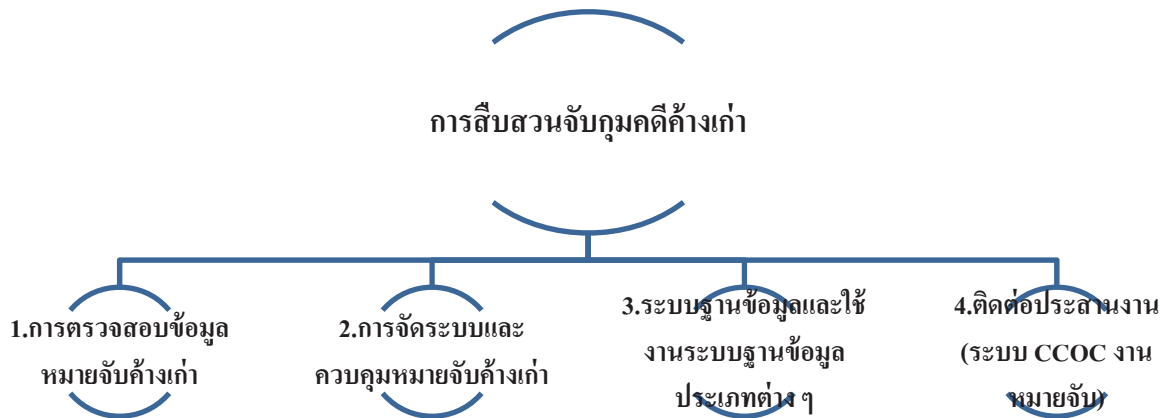 การสืบสวนจับกุมคดีค้างเก่า
1.การตรวจสอบข้อมูล
หมายจับค้างเก่า
2.การจัดระบบและ
ควบคุมหมายจับค้างเก่า
3.ระบบฐานข้อมูลและใช้
งานระบบฐานข้อมูล
ประเภทต่าง ๆ
4.ติดต่อประสานงาน
(ระบบ CCOC งาน
หมายจับ)